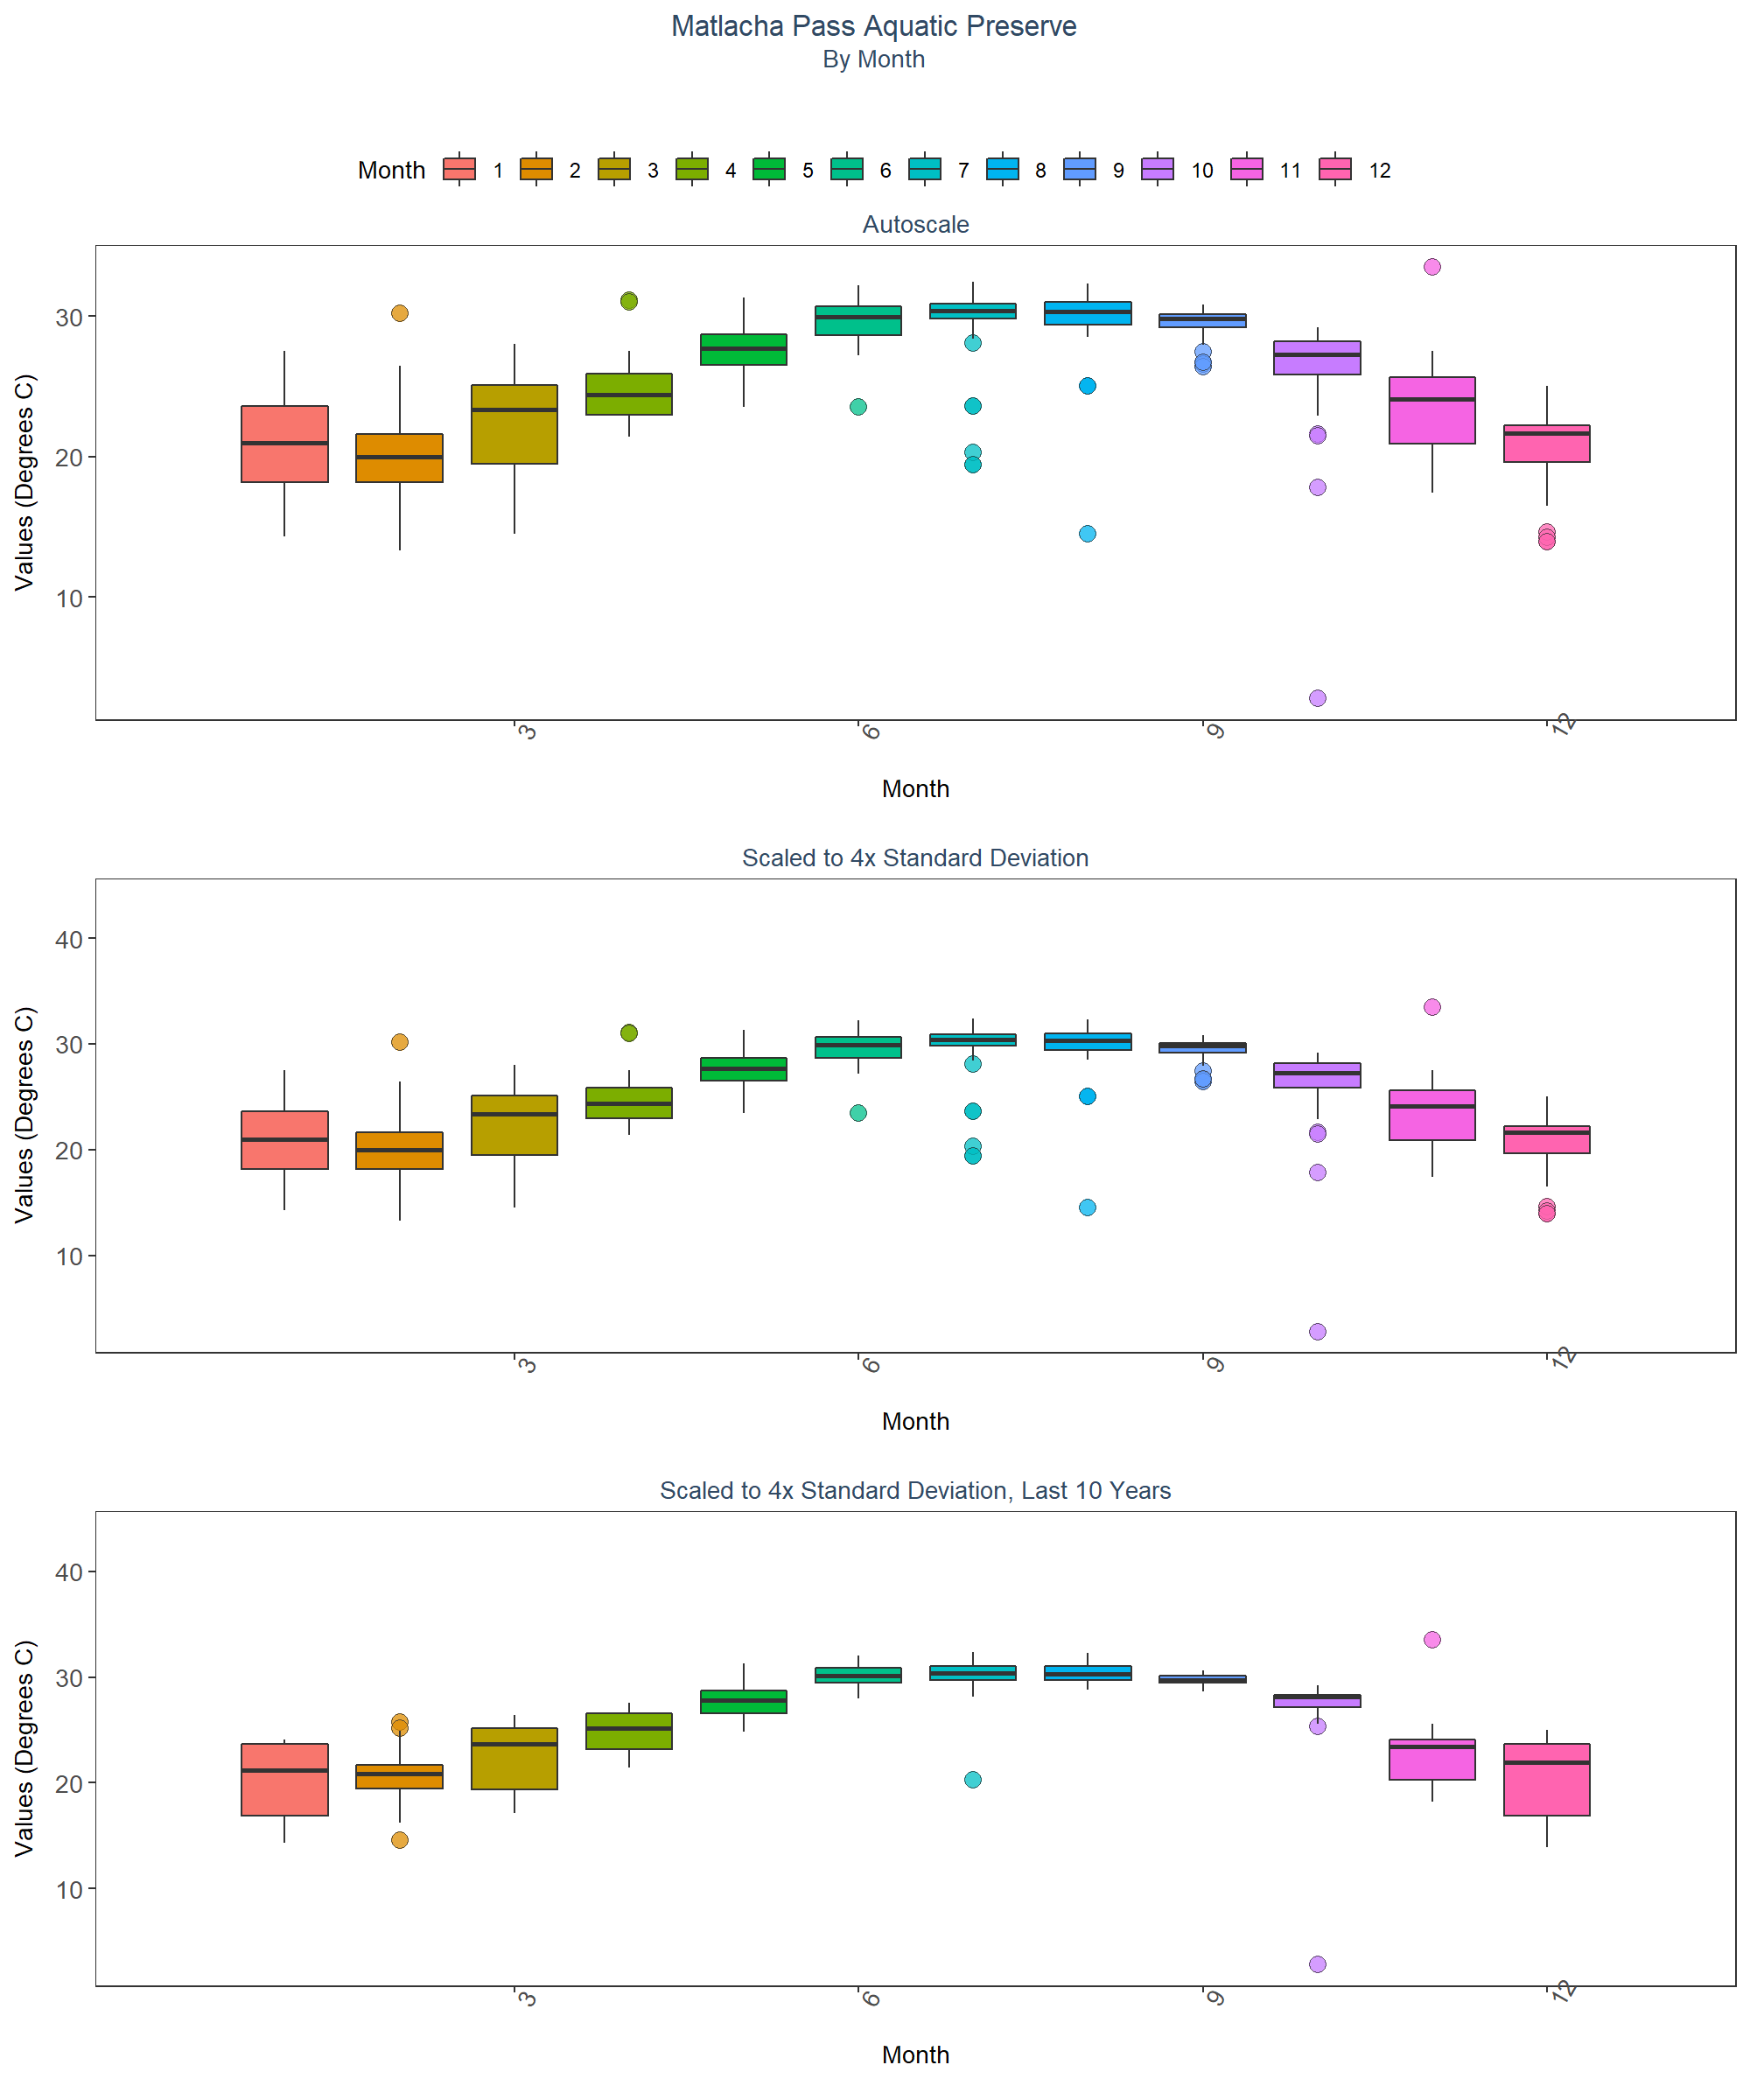 Matlacha Pass Aquatic Preserve
By Month
Month 1 2 3 4 5 6 7 8 9 10 11 12
Autoscale
Values (Degrees C)
30
20
10
3 6 9 12
Month
Scaled to 4x Standard Deviation
Values (Degrees C)
40
30
20
10
3 6 9 12
Month
Scaled to 4x Standard Deviation, Last 10 Years
Values (Degrees C)
40
30
20
10
3 6 9 12
Month